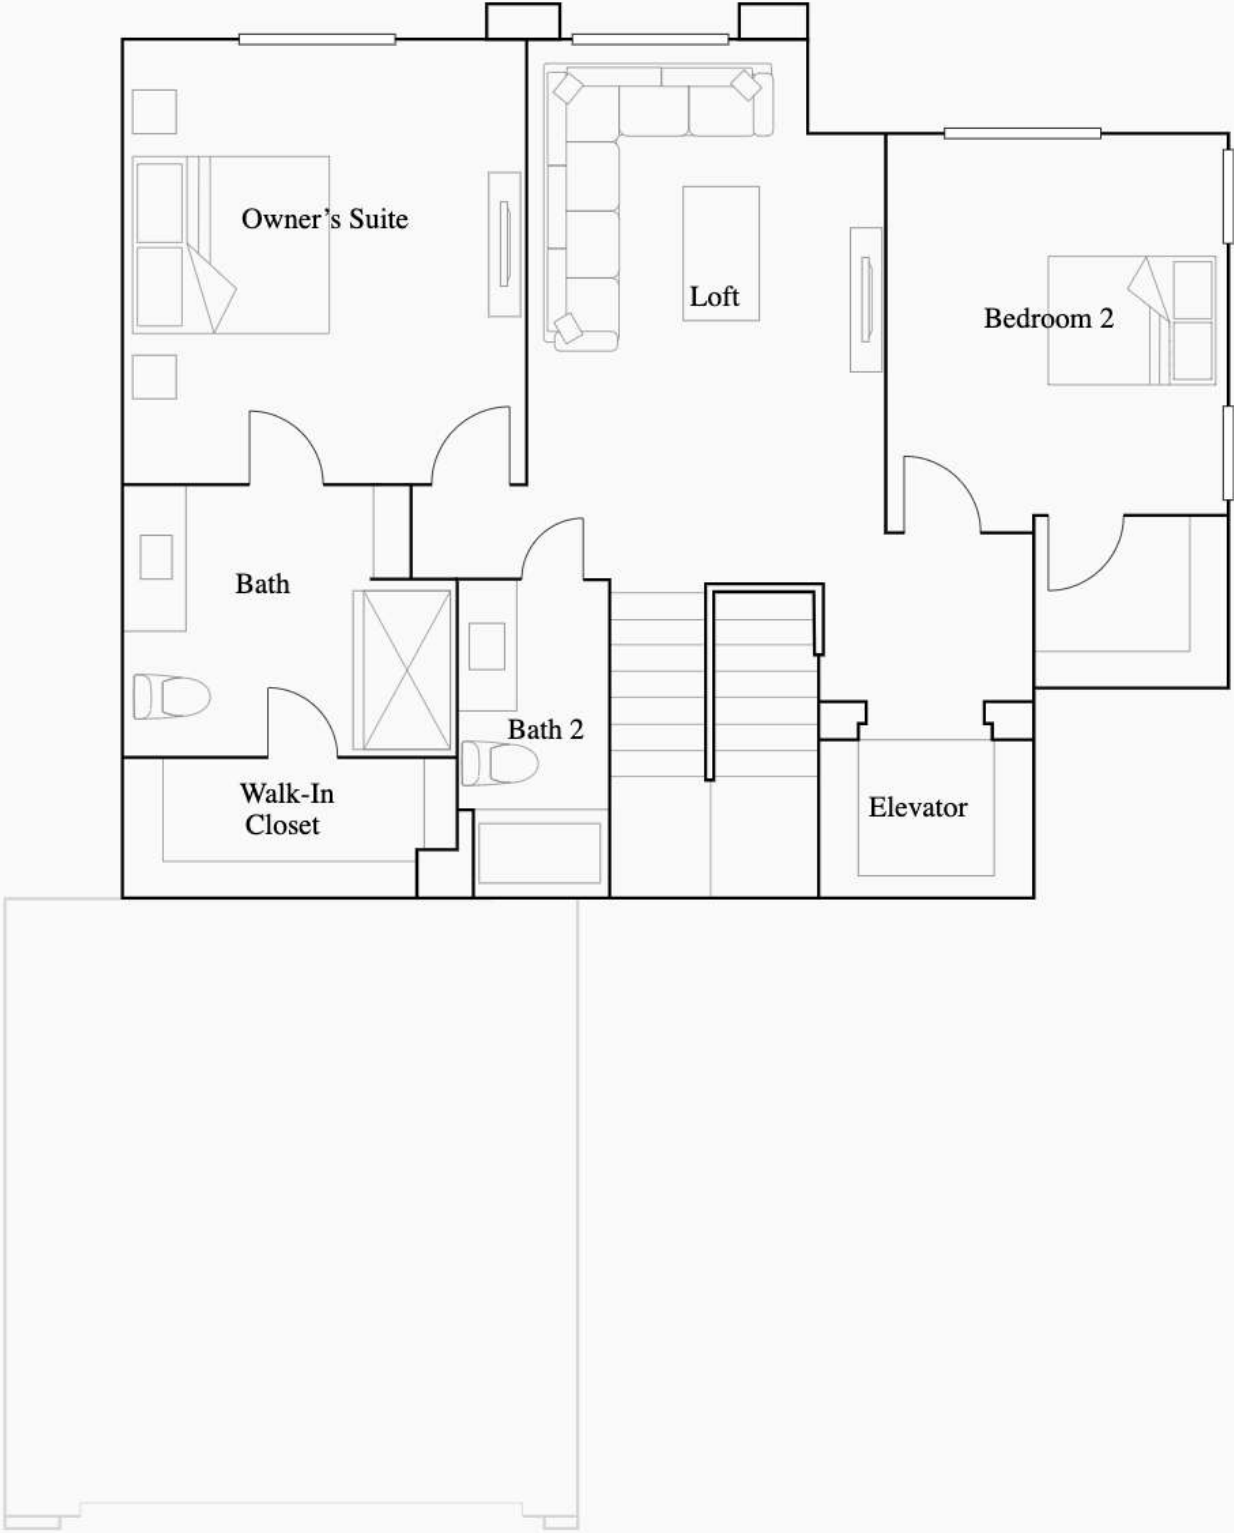 Owner’s Suite
Loft
Bedroom 2
Bath
Bath 2
Walk-In
Closet
Elevator